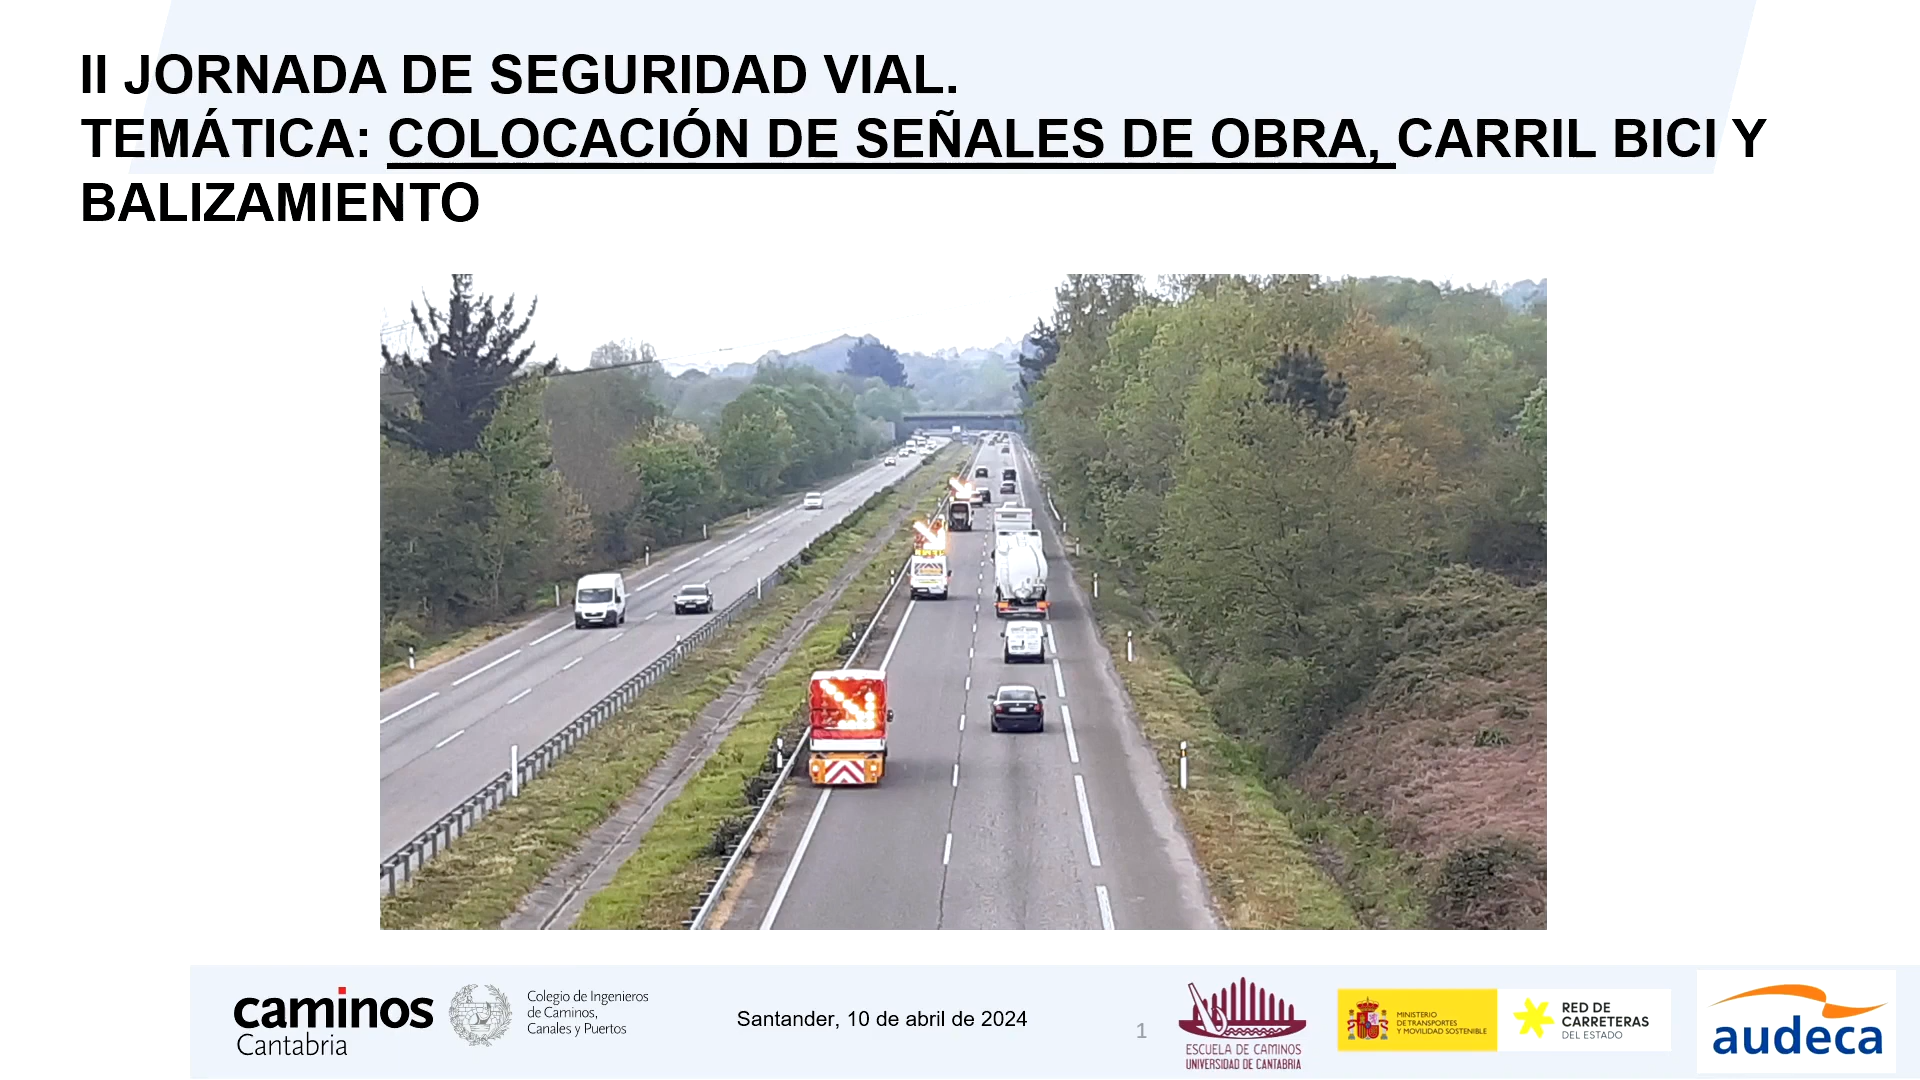 II JORNADA DE SEGURIDAD VIAL.
TEMÁTICA: COLOCACIÓN DE SEÑALES DE OBRA, CARRIL BICI Y
BALIZAMIENTO
caminos
Cantabria
Colegio de Ingenieros
de Caminos,
Canales y Puertos
Santander, 10 de abril de 2024
1
ESCUELA DE CAMINOS
UNIVERSIDAD DE CANTABRIA
MINISTERIO
DE TRANSPORTES
Y MOVILIDAD SOSTENIBLE
RED DE
CARRETERAS
DEL ESTADO
audeca